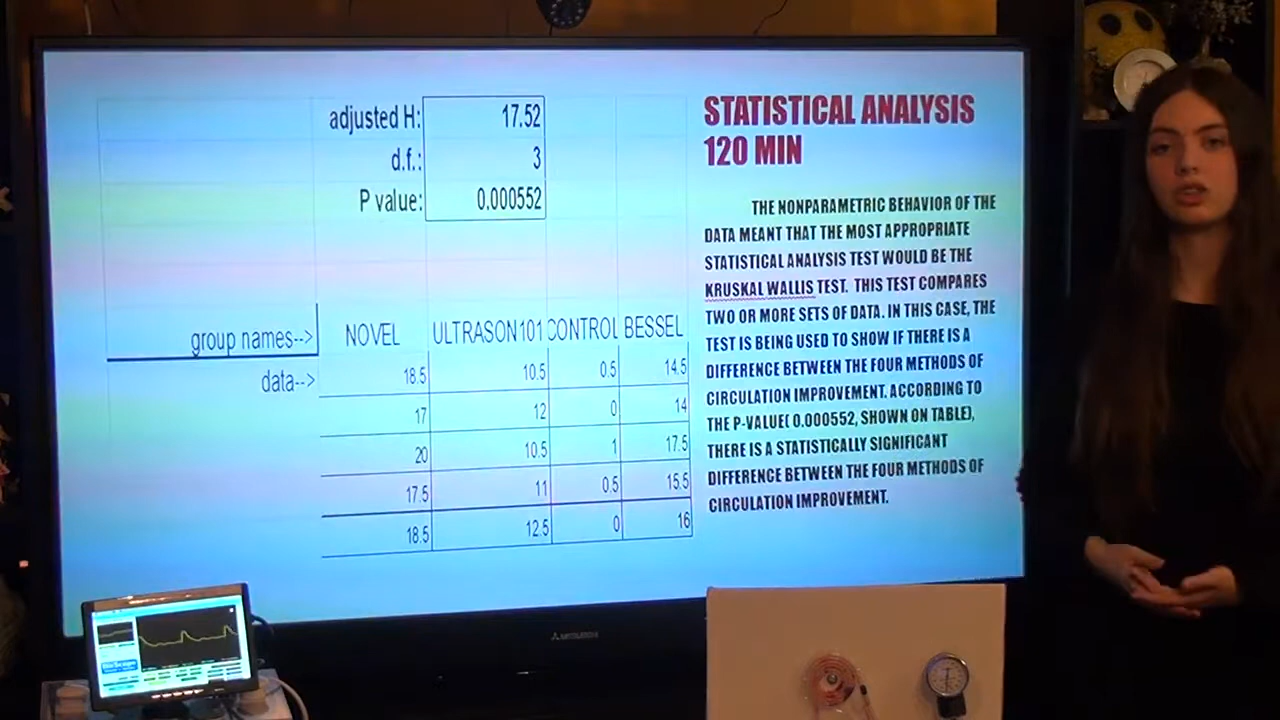 adjusted H: 17.52
d.f.: 3
P value: 0.000552
group names--> NOVEL ULTRASON101 CONTROL BESSEL
data--> 18.5 10.5 0.5 14.5
17 12 0 14
20 10.5 1 17.5
17.5 11 0.5 15.5
18.5 12.5 0 16
STATISTICAL ANALYSIS
120 MIN
THE NONPARAMETRIC BEHAVIOR OF THE
DATA MEANT THAT THE MOST APPROPRIATE
STATISTICAL ANALYSIS TEST WOULD BE THE
KRUSKAL WALLIS TEST. THIS TEST COMPARES
TWO OR MORE SETS OF DATA. IN THIS CASE, THE
TEST IS BEING USED TO SHOW IF THERE IS A
DIFFERENCE BETWEEN THE FOUR METHODS OF
CIRCULATION IMPROVEMENT. ACCORDING TO
THE P-VALUE( 0.000552, SHOWN ON TABLE),
THERE IS A STATISTICALLY SIGNIFICANT
DIFFERENCE BETWEEN THE FOUR METHODS OF
CIRCULATION IMPROVEMENT.
MITSUBISHI